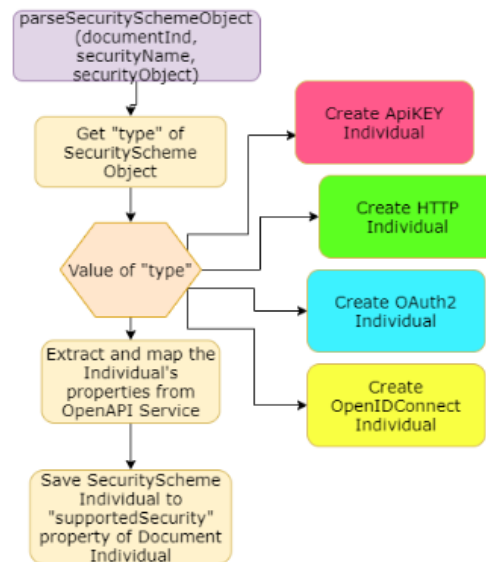 parseSecuritySchemeObject
(documentInd,
securityName,
securityObject)
Get "type" of
SecurityScheme
Object
Value of "type"
Extract and map the
Individual's
properties from
OpenAPI Service
Save SecurityScheme
Individual to
"supportedSecurity"
property of Document
Individual
Create ApiKEY
Individual
Create HTTP
Individual
Create OAuth2
Individual
Create
OpenIDConnect
Individual